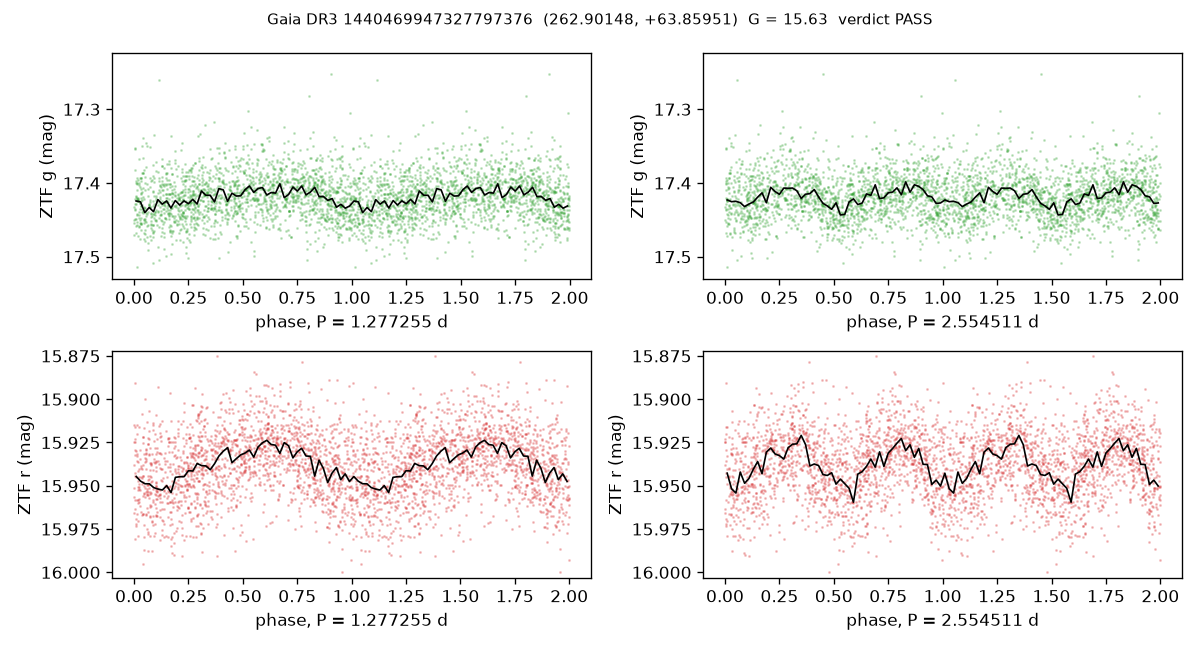 Gaia DR3 1440469947327797376 (262.90148, +63.85951) G = 15.63 verdict PASS
ZTF g (mag)
17.3
17.4
17.5
0.00 0.25 0.50 0.75 1.00 1.25 1.50 1.75 2.00
phase, P = 1.277255 d
ZTF g (mag)
17.3
17.4
17.5
0.00 0.25 0.50 0.75 1.00 1.25 1.50 1.75 2.00
phase, P = 2.554511 d
ZTF r (mag)
15.875
15.900
15.925
15.950
15.975
16.000
0.00 0.25 0.50 0.75 1.00 1.25 1.50 1.75 2.00
phase, P = 1.277255 d
ZTF r (mag)
15.875
15.900
15.925
15.950
15.975
16.000
0.00 0.25 0.50 0.75 1.00 1.25 1.50 1.75 2.00
phase, P = 2.554511 d